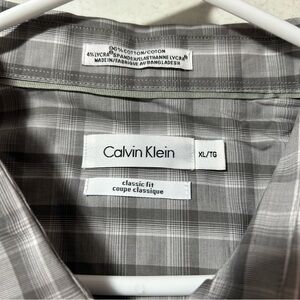 96% COTTON/COTON
4% LYCRA® SPANDEX/ELASTHANNE LYCRA®
MADE IN/FABRIQUÉ AU BANGLADESH
Calvin Klein
XL/TG
classic fit
coupe classique